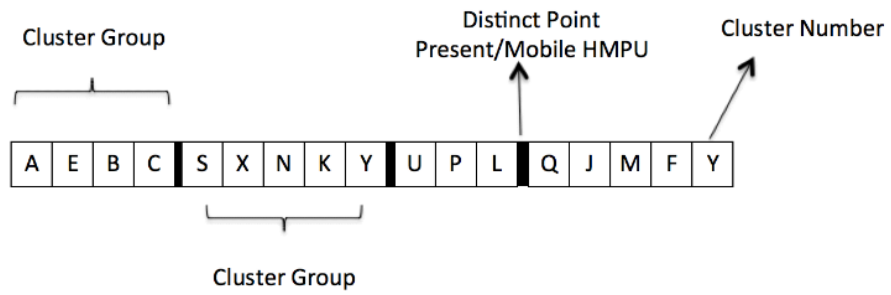 Distinct Point
Present/Mobile HMPU
Cluster Number
Cluster Group
A E B C S X N K Y U P L Q J M F Y
Cluster Group